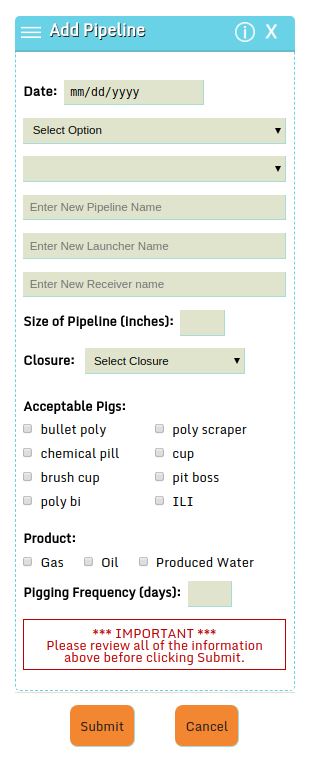 Add Pipeline X
Date: mm/dd/yyyy
Select Option
Enter New Pipeline Name
Enter New Launcher Name
Enter New Receiver name
Size of Pipeline (inches):
Closure: Select Closure
Acceptable Pigs:
bullet poly poly scraper
chemical pill cup
brush cup pit boss
poly bi ILI
Product:
Gas Oil Produced Water
Pigging Frequency (days):
*** IMPORTANT ***
Please review all of the information
above before clicking Submit.
Submit Cancel